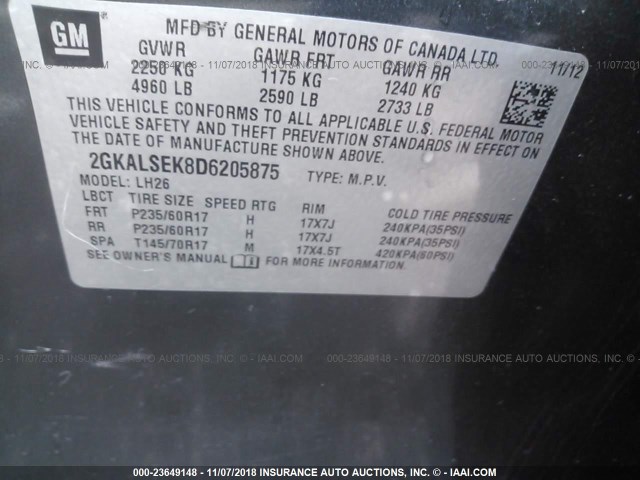 GM
MFD BY GENERAL MOTORS OF CANADA LTD
GVWR GAWR FRT GAWR RR 11/12
2250 KG 1175 KG 1240 KG
4960 LB 2590 LB 2733 LB
THIS VEHICLE CONFORMS TO ALL APPLICABLE U.S. FEDERAL MOTOR
VEHICLE SAFETY AND THEFT PREVENTION STANDARDS IN EFFECT ON
THE DATE OF MANUFACTURE SHOWN ABOVE.
2GKALSEK8D6205875 TYPE: M.P.V.
MODEL: LH26
LBCT TIRE SIZE SPEED RTG RIM COLD TIRE PRESSURE
FRT P235/60R17 H 17X7J 240KPA(35PSI)
RR P235/60R17 H 17X7J 240KPA(35PSI)
SPA T145/70R17 M 17X4.5T 420KPA(60PSI)
SEE OWNER'S MANUAL FOR MORE INFORMATION.
000-23649148 - 11/07/2018 INSURANCE AUTO AUCTIONS, INC. - © - IAAI.COM